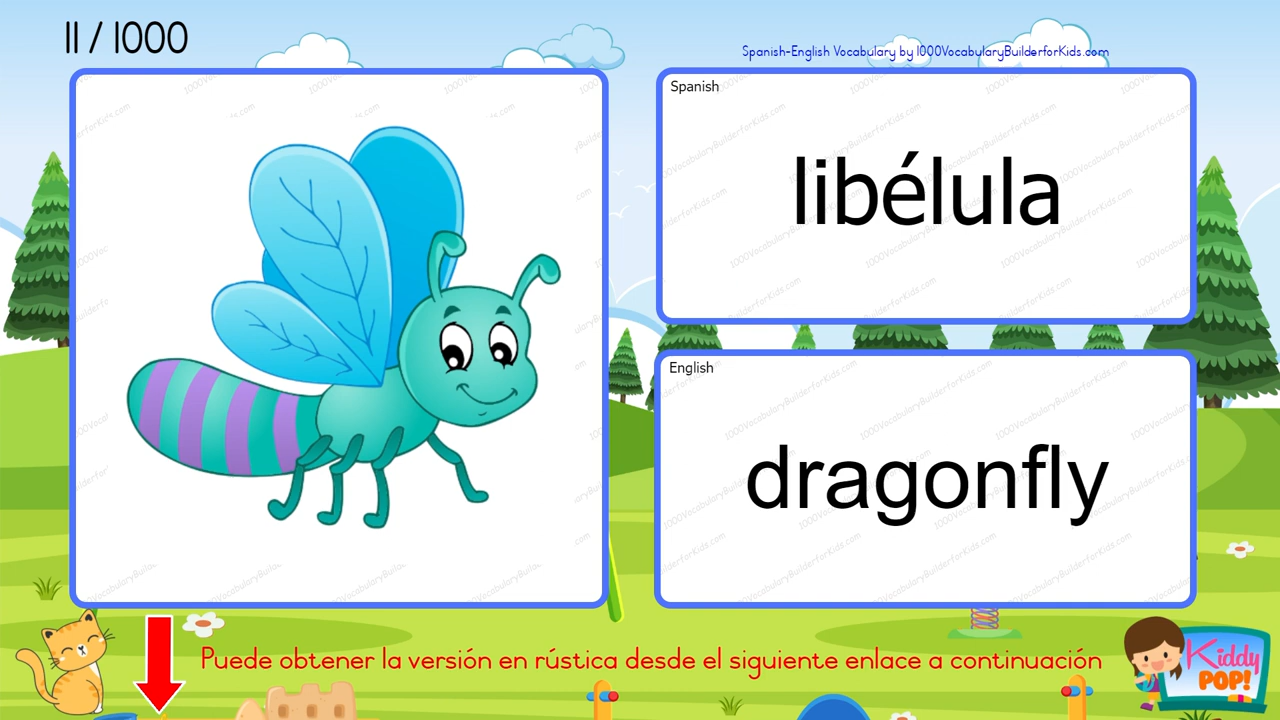 11 / 1000
Spanish-English Vocabulary by 1000VocabularyBuilderforKids.com
Spanish
libélula
English
dragonfly
Puede obtener la versión en rústica desde el siguiente enlace a continuación
Kiddy
POP!